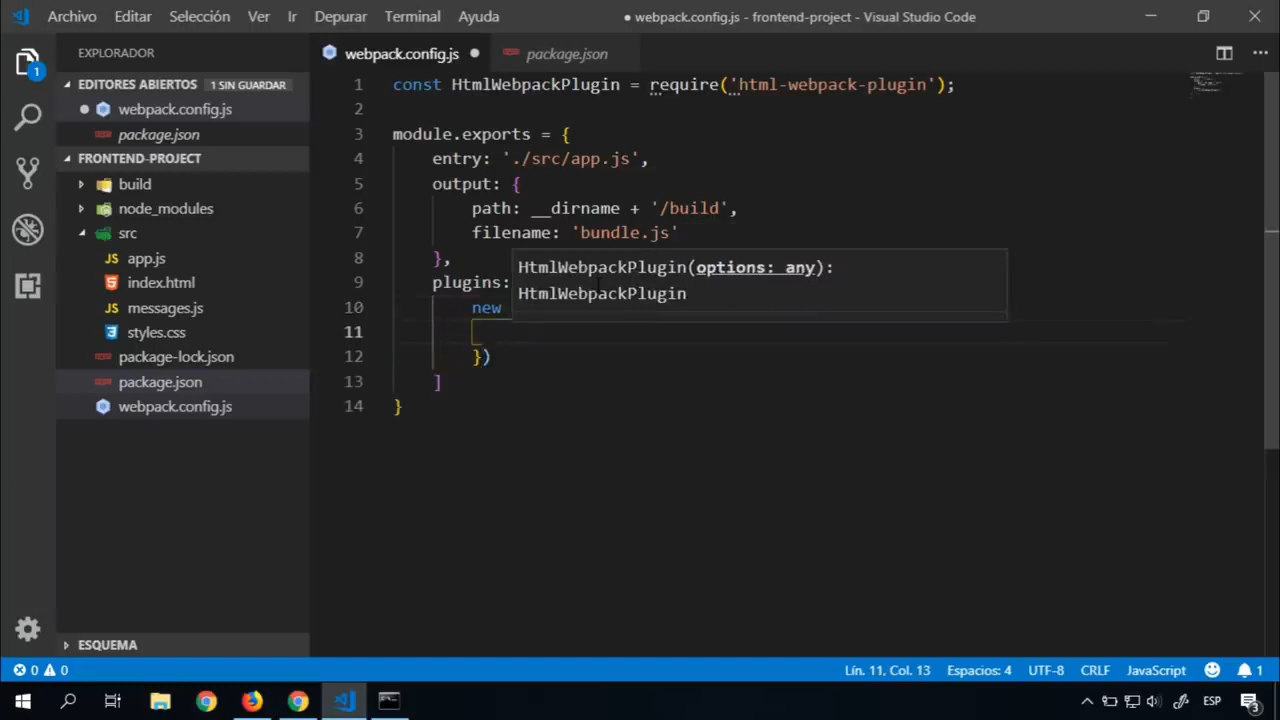 Archivo Editar Selección Ver Ir Depurar Terminal Ayuda
● webpack.config.js - frontend-project - Visual Studio Code
EXPLORADOR
EDITORES ABIERTOS 1 SIN GUARDAR
webpack.config.js
package.json
FRONTEND-PROJECT
build
node_modules
src
JS app.js
index.html
JS messages.js
styles.css
package-lock.json
package.json
webpack.config.js
ESQUEMA
1
webpack.config.js
package.json
1 const HtmlWebpackPlugin = require('html-webpack-plugin');
2
3 module.exports = {
4 entry: './src/app.js',
5 output: {
6 path: __dirname + '/build',
7 filename: 'bundle.js'
8 },
9 plugins:
10 new
11
12 })
13 ]
14 }
HtmlWebpackPlugin(options: any):
HtmlWebpackPlugin
0 0
Lín. 11, Col. 13 Espacios: 4 UTF-8 CRLF JavaScript 1
ESP
3